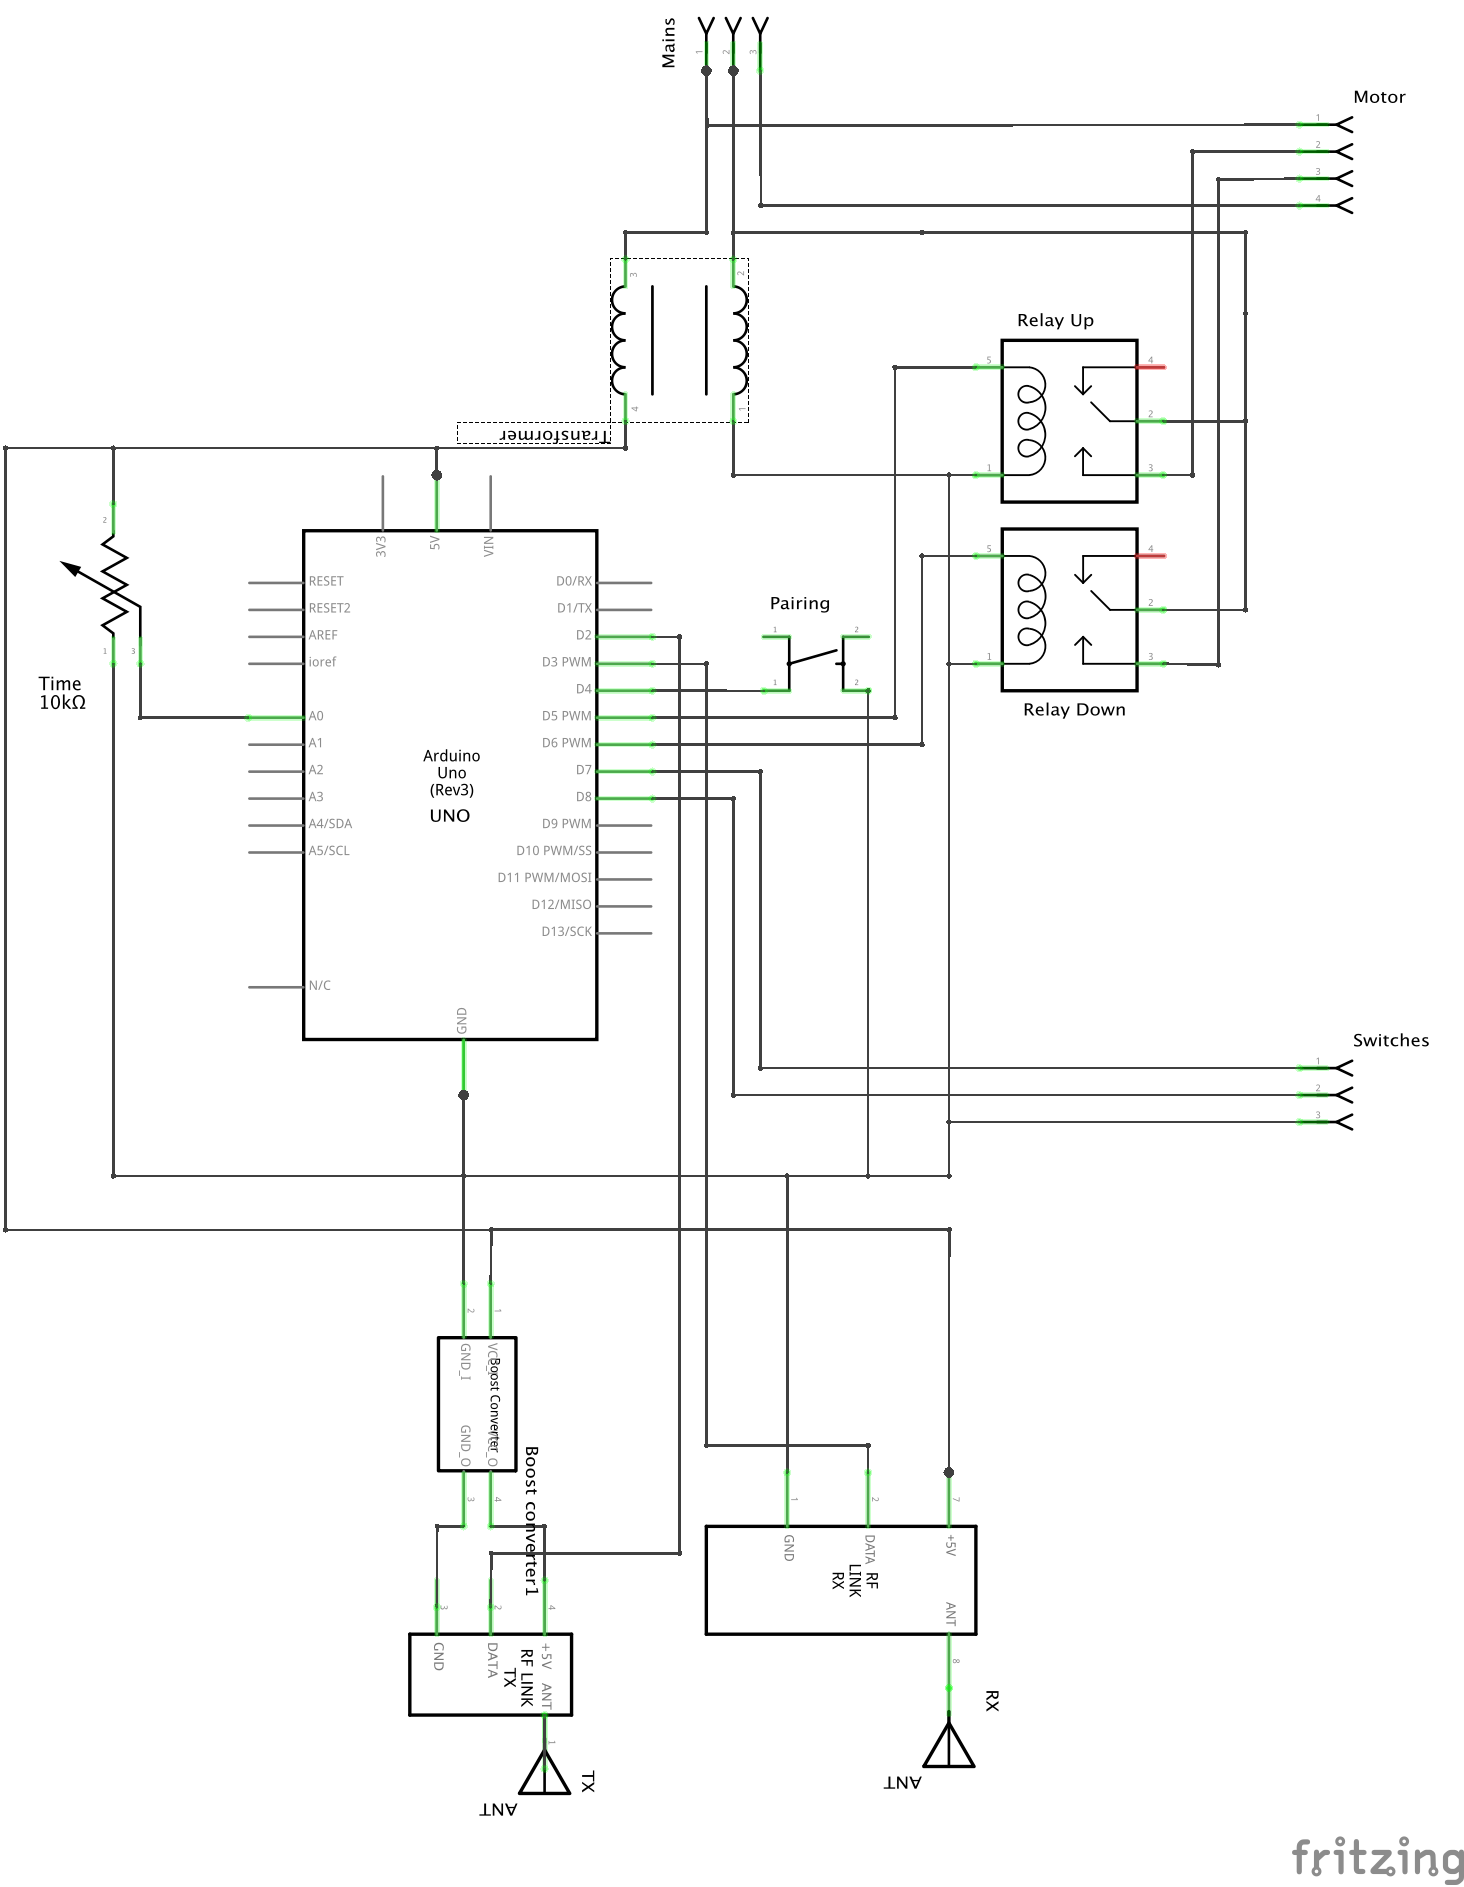 Mains
1
2
3
Motor
1
2
3
4
3
2
4
1
Transformer
Relay Up
5
4
2
1
3
5
4
2
1
3
Relay Down
3V3
5V
VIN
2
1
3
Time
10kΩ
RESET
RESET2
AREF
ioref
A0
A1
A2
A3
A4/SDA
A5/SCL
N/C
D0/RX
D1/TX
D2
D3 PWM
D4
D5 PWM
D6 PWM
D7
D8
D9 PWM
D10 PWM/SS
D11 PWM/MOSI
D12/MISO
D13/SCK
Arduino
Uno
(Rev3)
UNO
GND
Pairing
1
2
1
2
Switches
1
2
3
2
1
GND_I
Boost Converter
GND_O
3
4
Boost converter1
3
2
4
GND
DATA
+5V
RF LINK
TX
ANT
1
TX
ANT
1
2
7
GND
DATA
+5V
RF
LINK
RX
ANT
8
RX
ANT
fritzing